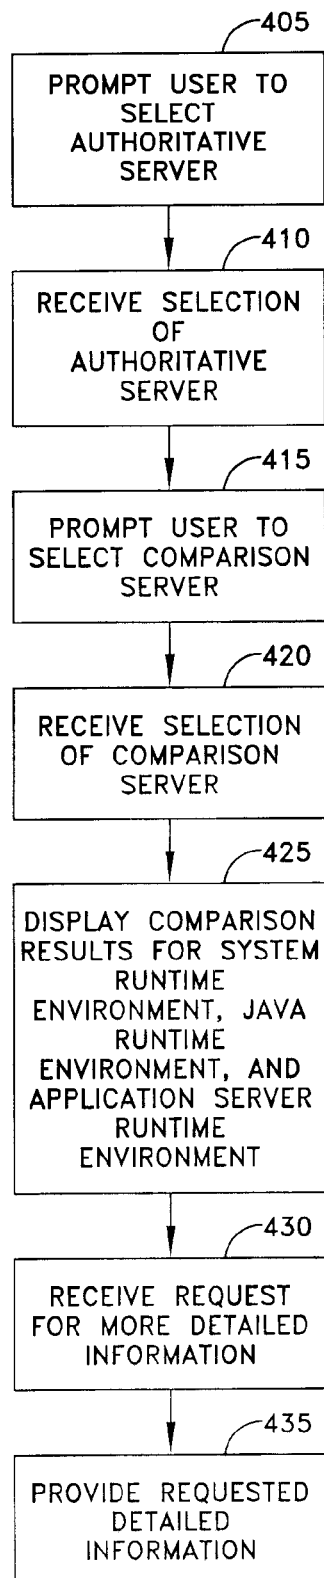 405
PROMPT USER TO
SELECT
AUTHORITATIVE
SERVER
410
RECEIVE SELECTION
OF
AUTHORITATIVE
SERVER
415
PROMPT USER TO
SELECT COMPARISON
SERVER
420
RECEIVE SELECTION
OF COMPARISON
SERVER
425
DISPLAY COMPARISON
RESULTS FOR SYSTEM
RUNTIME
ENVIRONMENT, JAVA
RUNTIME
ENVIRONMENT, AND
APPLICATION SERVER
RUNTIME
ENVIRONMENT
430
RECEIVE REQUEST
FOR MORE DETAILED
INFORMATION
435
PROVIDE REQUESTED
DETAILED
INFORMATION